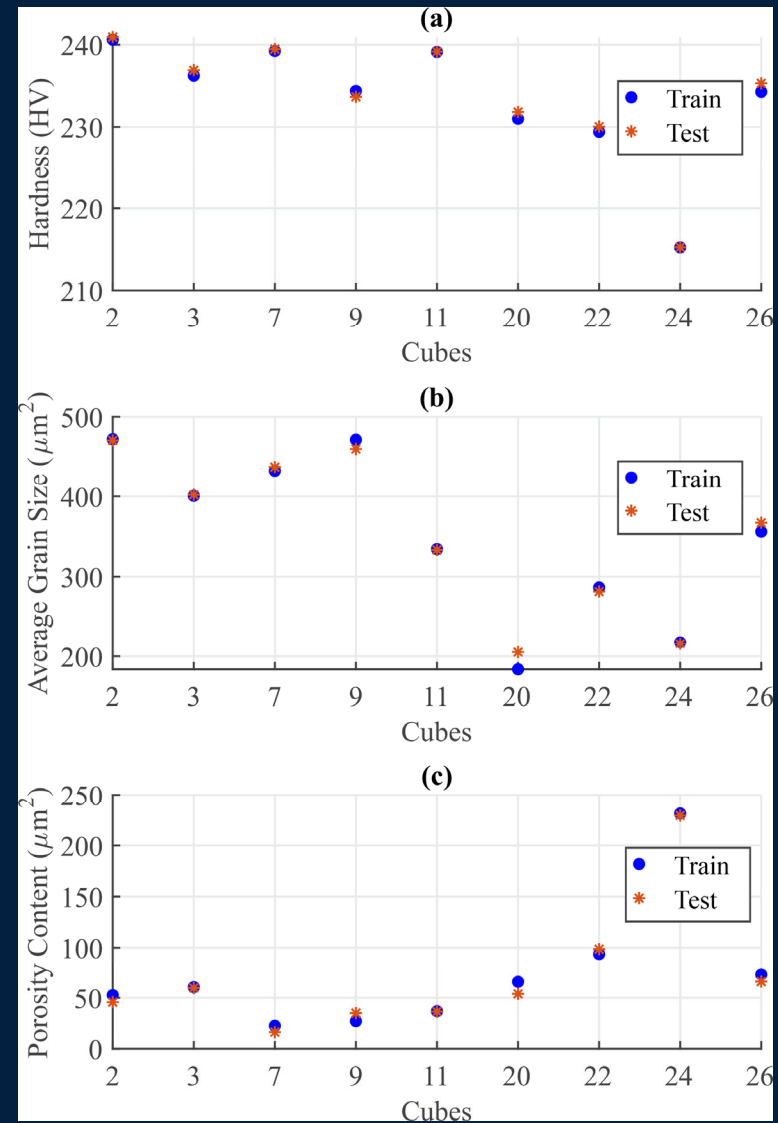 (a)
Hardness (HV)
240
230
220
210
Train
Test
2 3 7 9 11 20 22 24 26
Cubes
(b)
Average Grain Size (μm²)
500
400
300
200
Train
Test
2 3 7 9 11 20 22 24 26
Cubes
(c)
Porosity Content (μm²)
250
200
150
100
50
0
Train
Test
2 3 7 9 11 20 22 24 26
Cubes